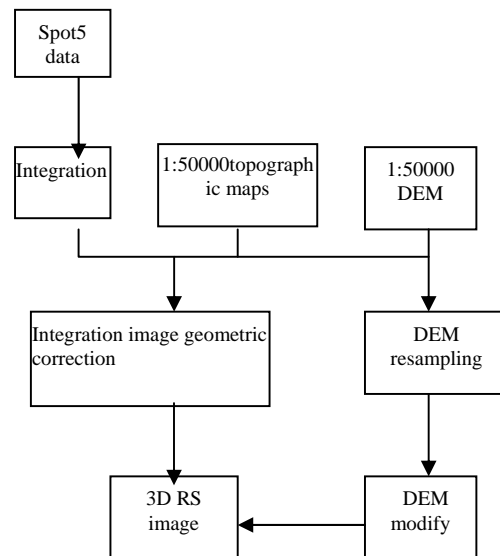 Spot5
data
Integration
1:50000topograph
ic maps
1:50000
DEM
Integration image geometric
correction
DEM
resampling
3D RS
image
DEM
modify